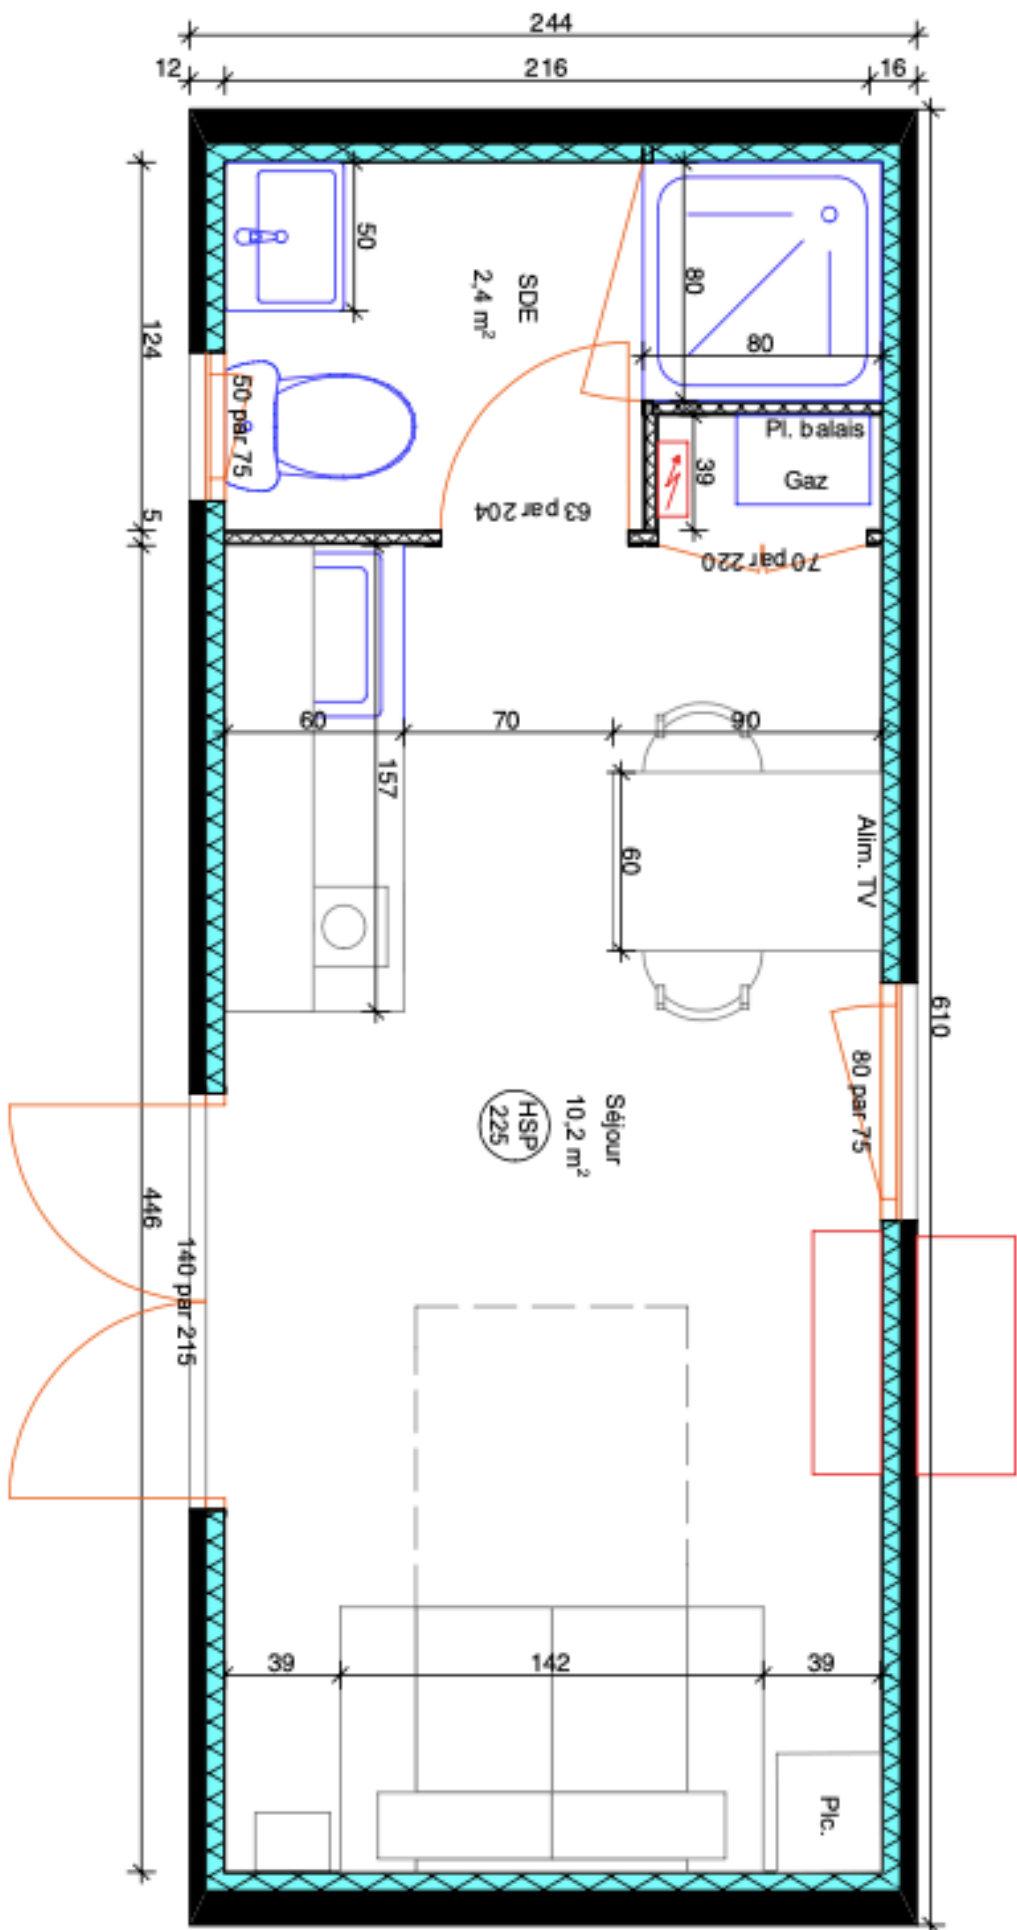 244
12
216
16
50
SDE
2,4 m²
80
80
124
50 par 75
Pl. balais
39
Gaz
63 par 204
5
70 par 220
60
70
90
157
60
Alim. TV
610
80 par 75
Séjour
10,2 m²
HSP
225
446
140 par 215
39
142
39
Plc.